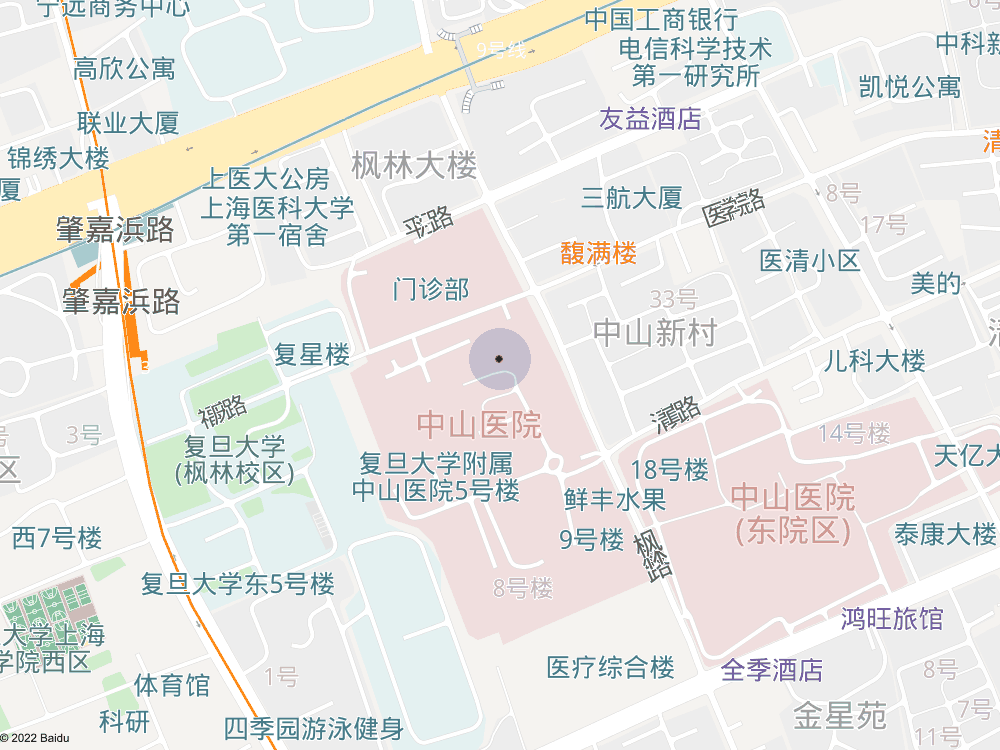 宁远商务中心
中国工商银行
9号线
电信科学技术
第一研究所
中科新
高欣公寓
凯悦公寓
联业大厦
友益酒店
清
锦绣大楼
厦
枫林大楼
上医大公房
上海医科大学
第一宿舍
三航大厦
医学院路
8号
17号
平江路
肇嘉浜路
馥满楼
医清小区
门诊部
美的
肇嘉浜路
33号
中山新村
清
复星楼
儿科大楼
福路
清真路
中山医院
3号
14号楼
区
复旦大学
(枫林校区)
复旦大学附属
中山医院5号楼
18号楼
天亿大
鲜丰水果
中山医院
(东院区)
西7号楼
9号楼
枫林路
泰康大楼
复旦大学东5号楼
8号楼
鸿旺旅馆
大学上海
学院西区
医疗综合楼
全季酒店
8号
1号
体育馆
科研
四季园游泳健身
金星苑
7号
11号
© 2022 Baidu